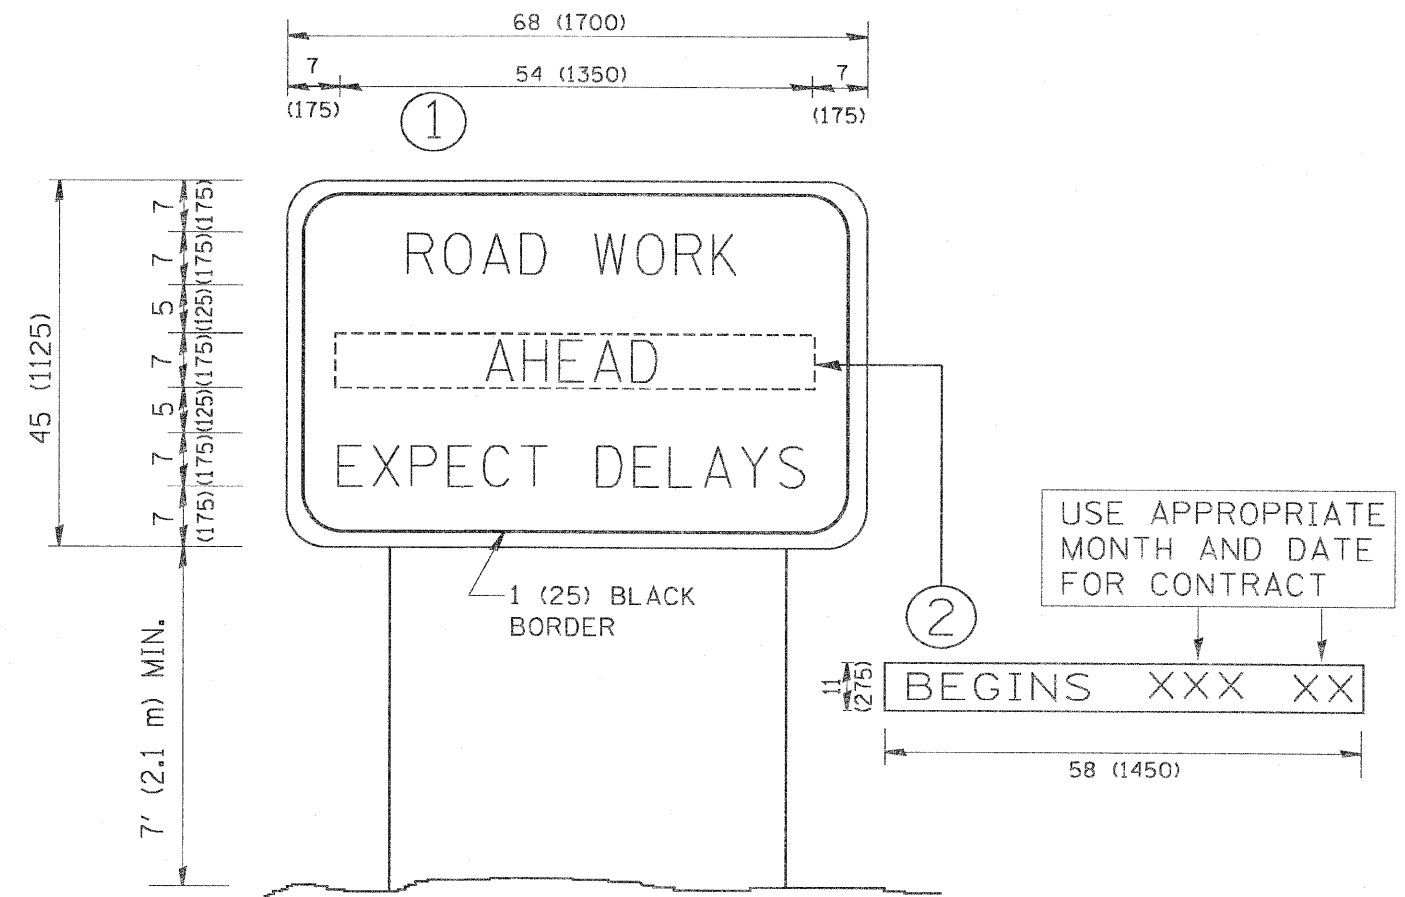 68 (1700)
7
54 (1350)
7
(175)
(175)
1
45 (1125)
7
(175)
7
(175)
5
(125)
7
(175)
5
(125)
7
(175)
7
(175)
ROAD WORK
AHEAD
EXPECT DELAYS
1 (25) BLACK
BORDER
7' (2.1 m) MIN.
USE APPROPRIATE
MONTH AND DATE
FOR CONTRACT
2
11
(275)
BEGINS XXX XX
58 (1450)